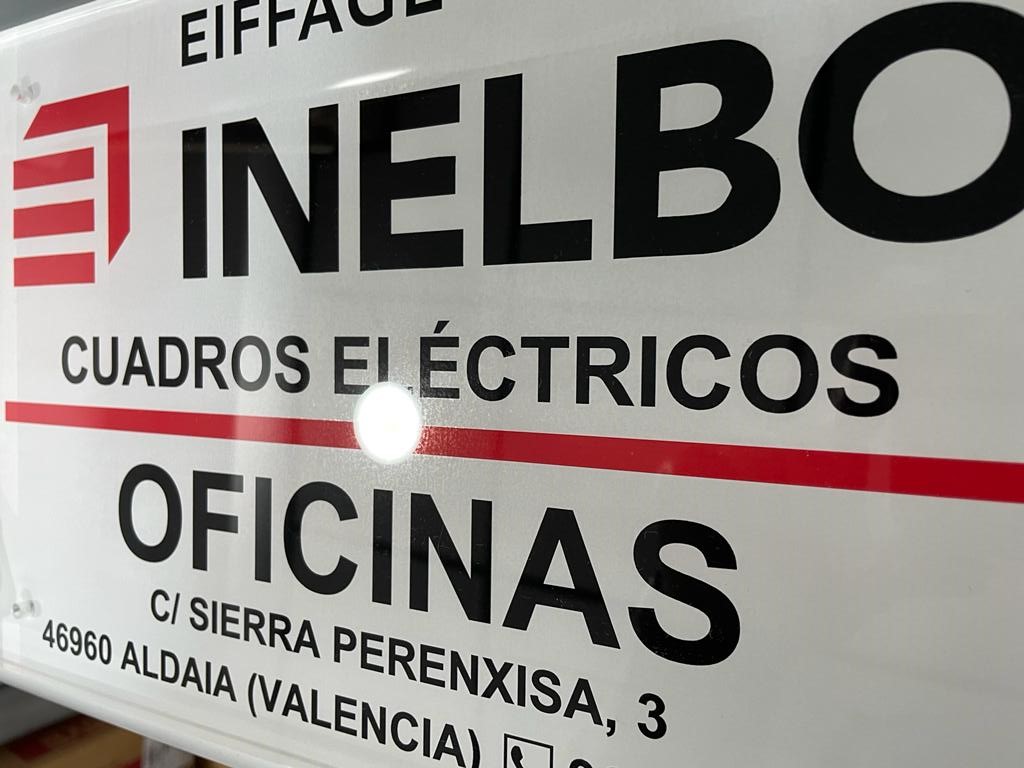 EIFFAGE
INELBO
CUADROS ELÉCTRICOS
OFICINAS
C/ SIERRA PERENXISA, 3
46960 ALDAIA (VALENCIA)